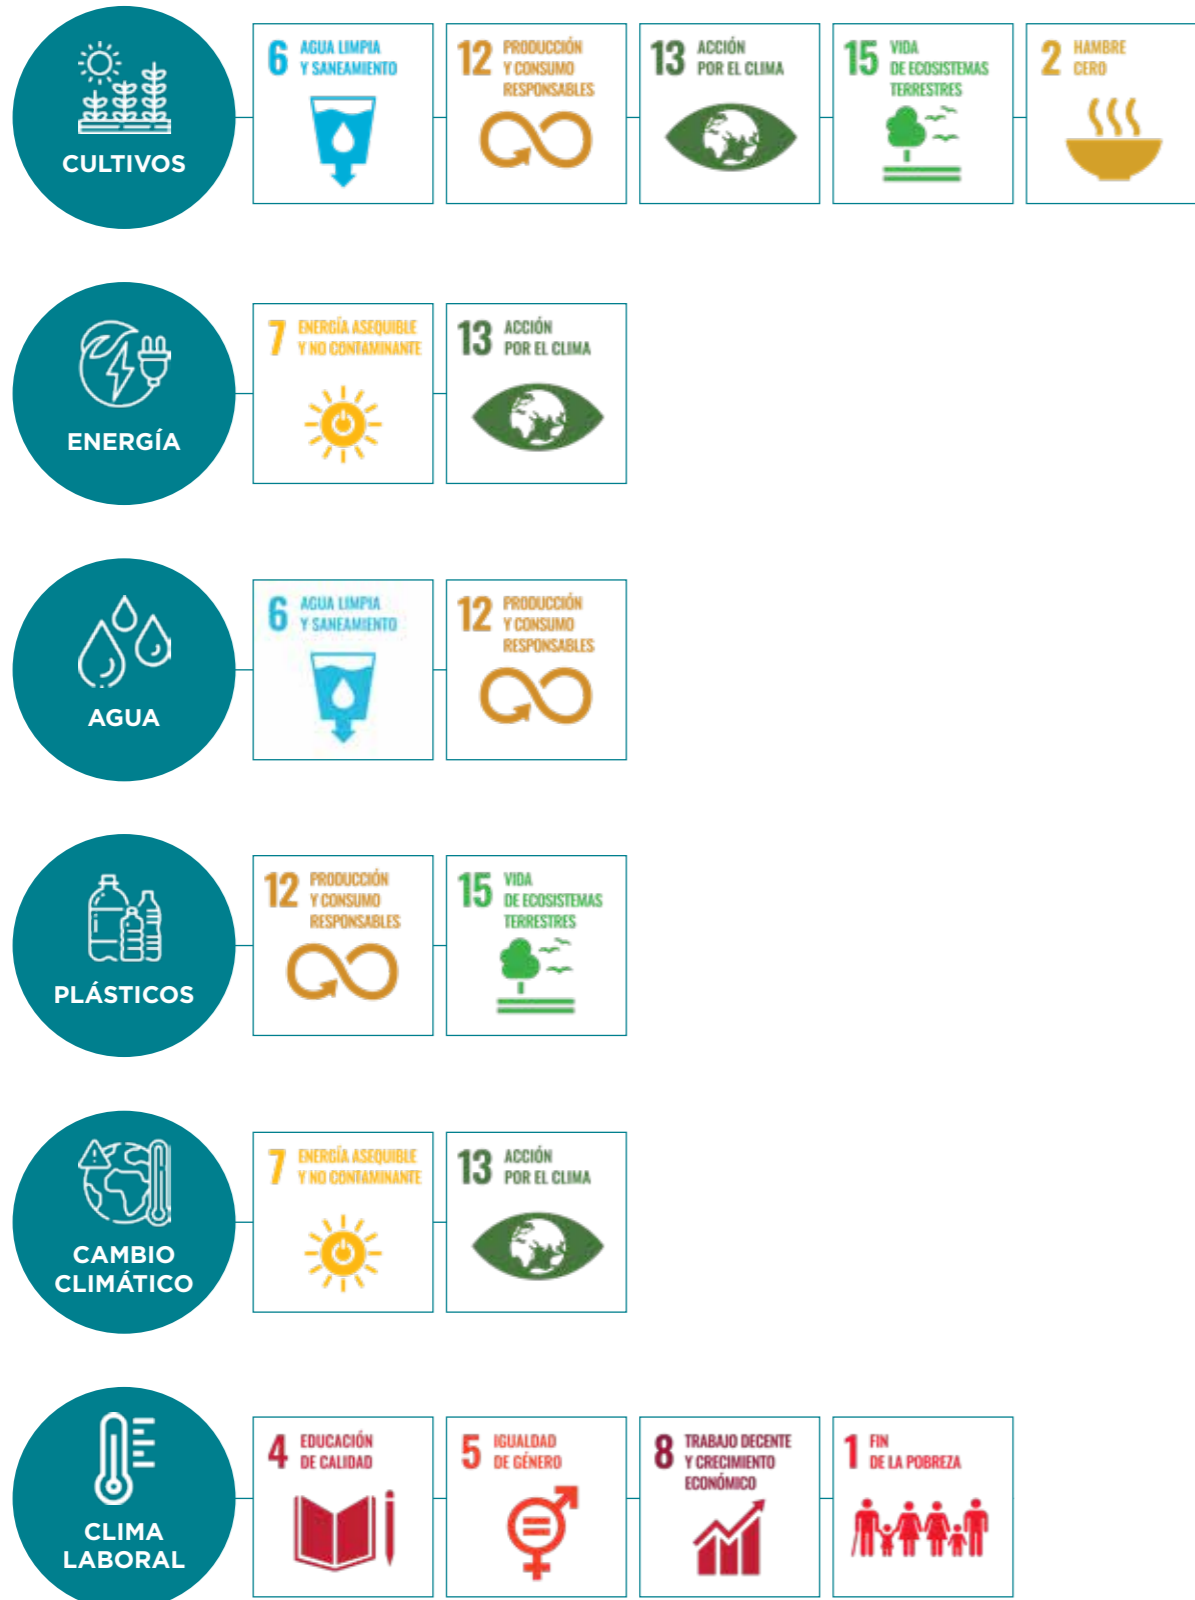 CULTIVOS
6 AGUA LIMPIA
Y SANEAMIENTO
12 PRODUCCIÓN
Y CONSUMO
RESPONSABLES
13 ACCIÓN
POR EL CLIMA
15 VIDA
DE ECOSISTEMAS
TERRESTRES
2 HAMBRE
CERO
ENERGÍA
7 ENERGÍA ASEQUIBLE
Y NO CONTAMINANTE
13 ACCIÓN
POR EL CLIMA
AGUA
6 AGUA LIMPIA
Y SANEAMIENTO
12 PRODUCCIÓN
Y CONSUMO
RESPONSABLES
PLÁSTICOS
12 PRODUCCIÓN
Y CONSUMO
RESPONSABLES
15 VIDA
DE ECOSISTEMAS
TERRESTRES
CAMBIO
CLIMÁTICO
7 ENERGÍA ASEQUIBLE
Y NO CONTAMINANTE
13 ACCIÓN
POR EL CLIMA
CLIMA
LABORAL
4 EDUCACIÓN
DE CALIDAD
5 IGUALDAD
DE GÉNERO
8 TRABAJO DECENTE
Y CRECIMIENTO
ECONÓMICO
1 FIN
DE LA POBREZA